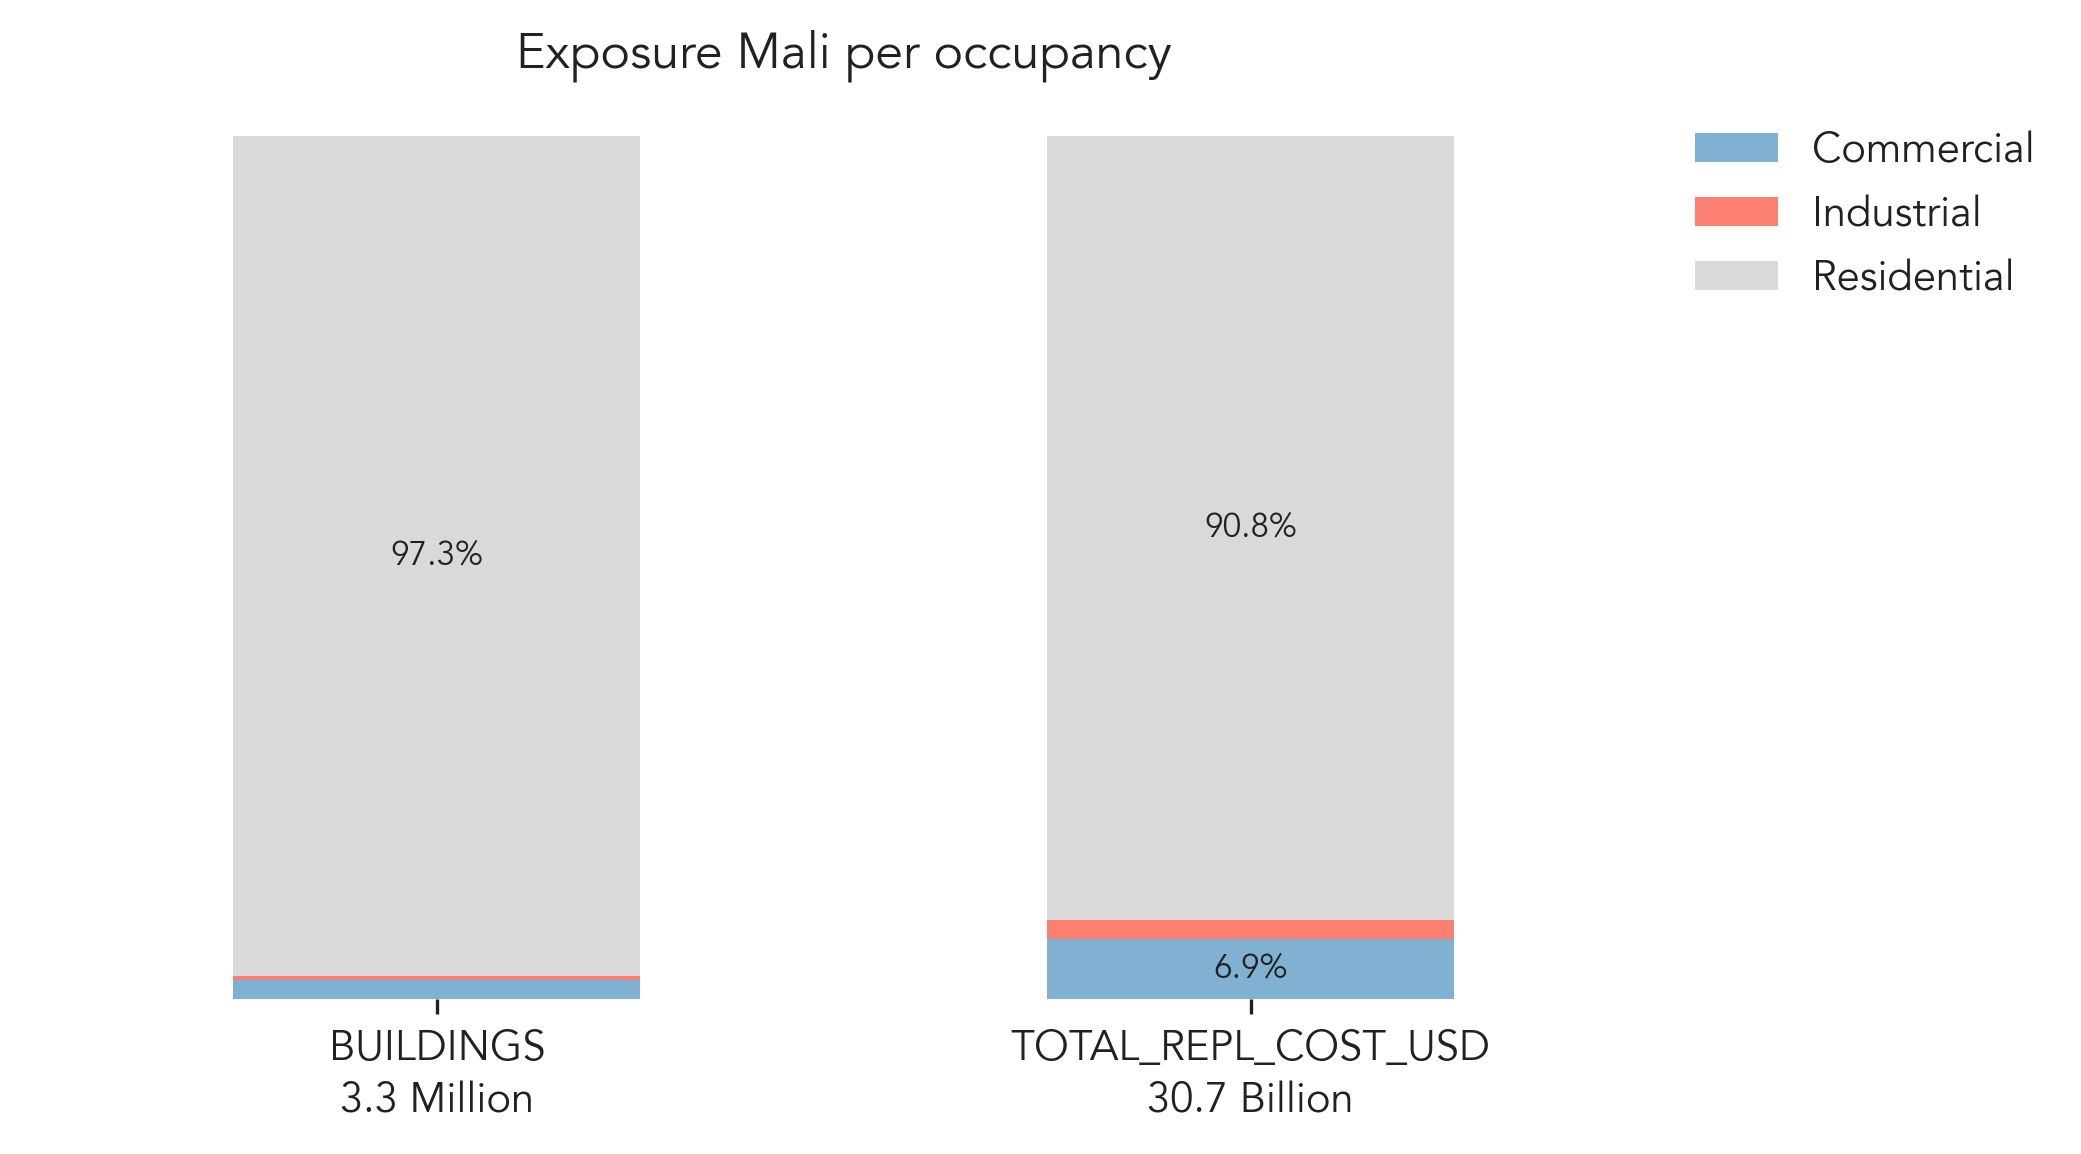 Exposure Mali per occupancy
Commercial
Industrial
Residential
97.3%
90.8%
6.9%
BUILDINGS
3.3 Million
TOTAL_REPL_COST_USD
30.7 Billion